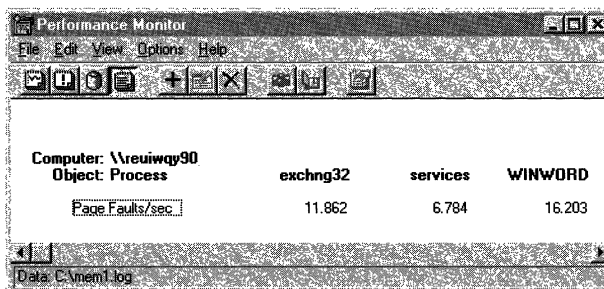 Performance Monitor
File Edit View Options Help
Computer: \\reuiwqy90
Object: Process exchng32 services WINWORD
Page Faults/sec 11.862 6.784 16.203
Data: C:\mem1.log